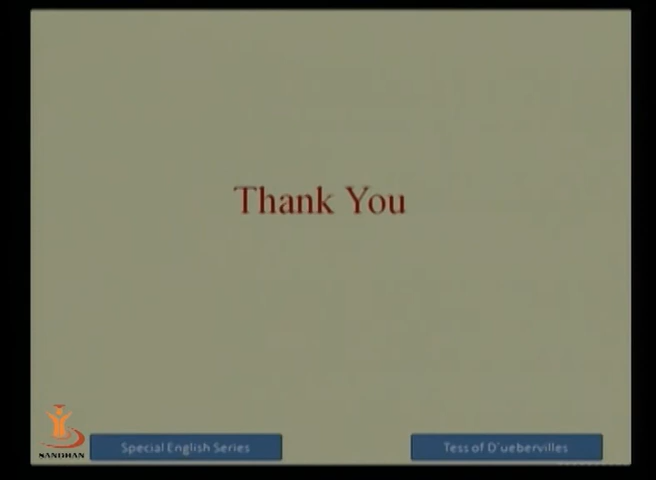 Thank You
SANDHAN
Special English Series
Tess of D'uebervilles